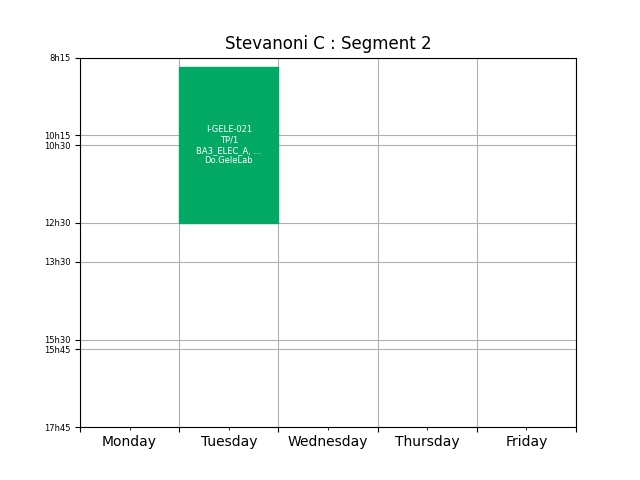 Stevanoni C : Segment 2
8h15
I-GELE-021
TP/1
BA3_ELEC_A, ...
Do.GeleLab
10h15
10h30
12h30
13h30
15h30
15h45
17h45
Monday Tuesday Wednesday Thursday Friday